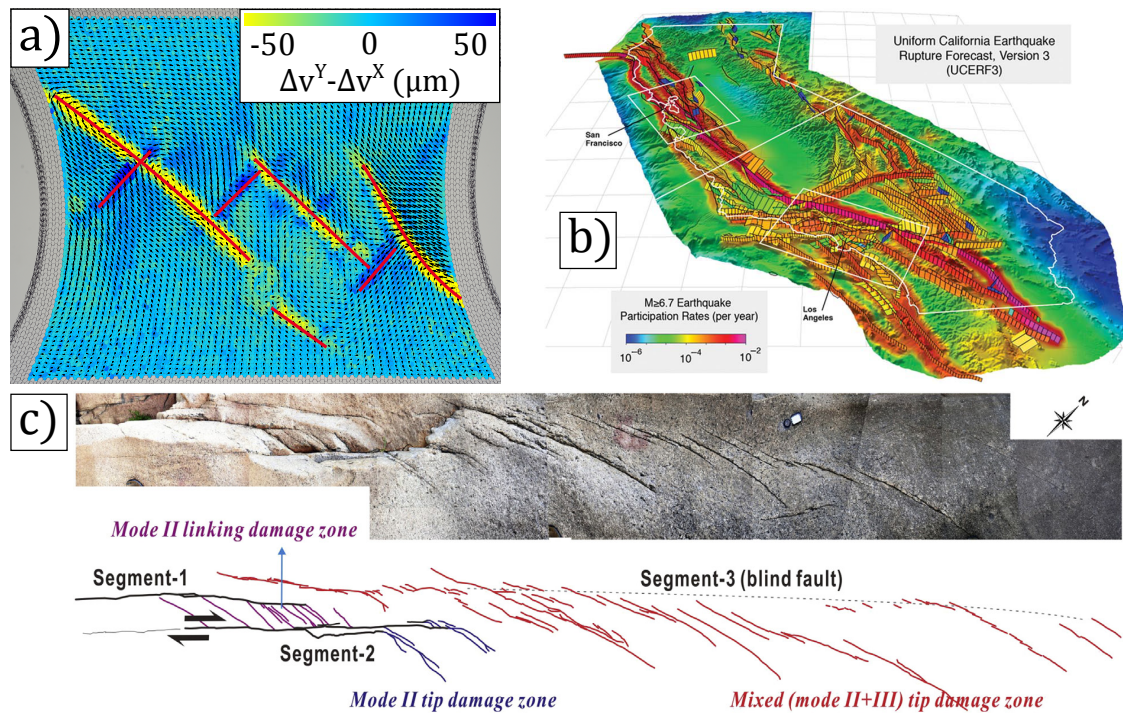 a)
-50 0 50
Δv^Y-Δv^X (μm)
Uniform California Earthquake
Rupture Forecast, Version 3
(UCERF3)
San
Francisco
b)
M≥6.7 Earthquake
Participation Rates (per year)
10^−6 10^−4 10^−2
Los
Angeles
c)
N
Mode II linking damage zone
Segment-1
Segment-3 (blind fault)
Segment-2
Mode II tip damage zone
Mixed (mode II+III) tip damage zone